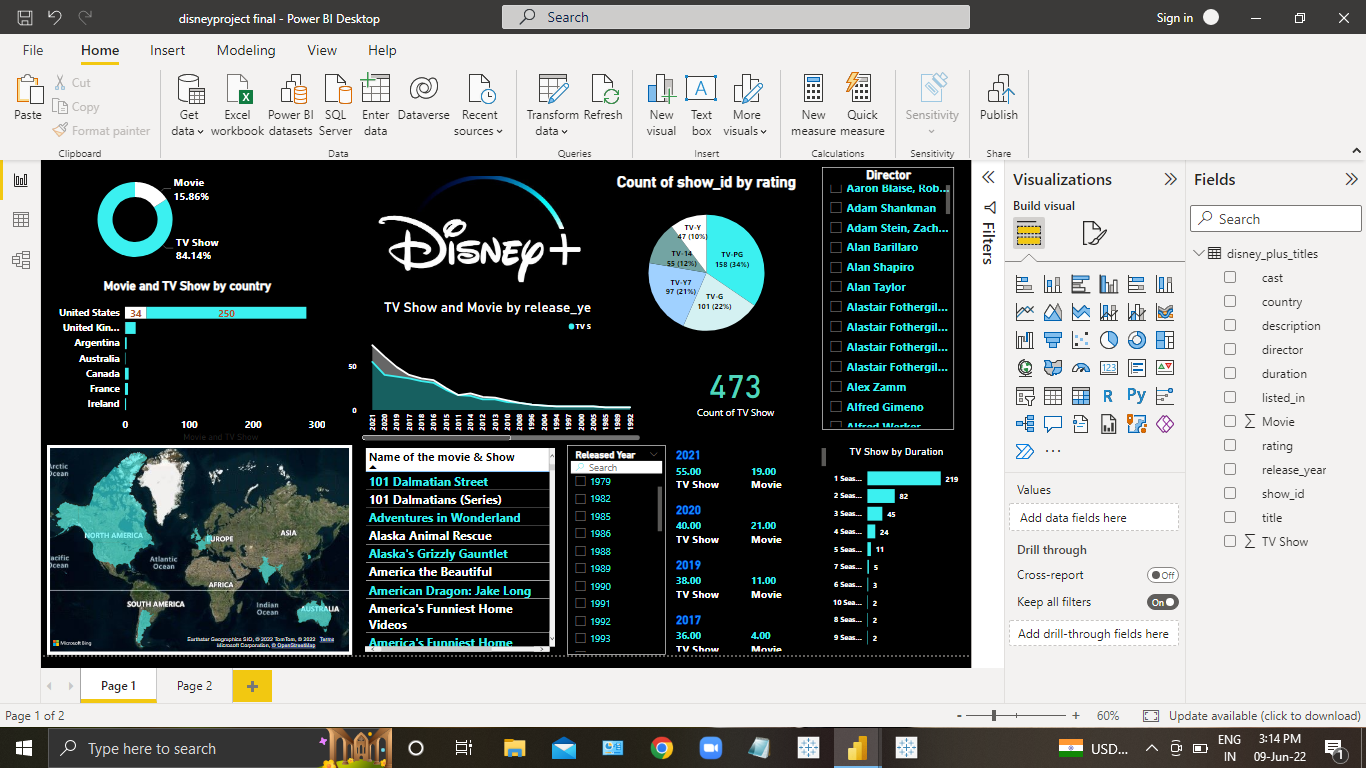 disneyproject final - Power BI Desktop
Search
Sign in
File
Home
Insert
Modeling
View
Help
Paste
Cut
Copy
Format painter
Clipboard
Get data
Excel workbook
Power BI datasets
SQL Server
Enter data
Dataverse
Recent sources
Data
Transform data
Refresh
Queries
New visual
Text box
More visuals
Insert
New measure
Quick measure
Calculations
Sensitivity
Sensitivity
Publish
Share
Movie
15.86%
TV Show
84.14%
Movie and TV Show by country
United States
34
250
United Kin...
Argentina
Australia
Canada
France
Ireland
0
100
200
300
Movie and TV Show
Disney+
TV Show and Movie by release_ye
TV S
50
0
2021
2020
2019
2017
2018
2016
2015
2011
2014
2012
2013
2010
2008
1994
1996
1994
1997
2000
2006
1985
1989
1992
Count of show_id by rating
TV-Y
47 (10%)
TV-14
55 (12%)
TV-Y7
97 (21%)
TV-PG
158 (34%)
TV-G
101 (22%)
473
Count of TV Show
Director
Aaron Blaise, Rob...
Adam Shankman
Adam Stein, Zach...
Alan Barillaro
Alan Shapiro
Alan Taylor
Alastair Fothergil...
Alastair Fothergil...
Alastair Fothergil...
Alastair Fothergil...
Alex Zamm
Alfred Gimeno
Alfred Werker
Arctic Ocean
NORTH AMERICA
EUROPE
ASIA
Pacific Ocean
Atlantic Ocean
AFRICA
SOUTH AMERICA
Indian Ocean
AUSTRALIA
Microsoft Bing
Earthstar Geographics SIO, © 2022 TomTom, © 2022 Terms
Microsoft Corporation, © OpenStreetMap
Name of the movie & Show
101 Dalmatian Street
101 Dalmatians (Series)
Adventures in Wonderland
Alaska Animal Rescue
Alaska's Grizzly Gauntlet
America the Beautiful
American Dragon: Jake Long
America's Funniest Home
Videos
America's Funniest Home
Released Year
Search
1979
1982
1985
1986
1988
1989
1990
1991
1992
1993
2021
55.00 19.00
TV Show Movie
2020
40.00 21.00
TV Show Movie
2019
38.00 11.00
TV Show Movie
2017
36.00 4.00
TV Show Movie
TV Show by Duration
1 Seas... 219
2 Seas... 82
3 Seas... 45
4 Seas... 24
5 Seas... 11
7 Seas... 5
6 Seas... 3
10 Seas... 2
8 Seas... 2
9 Seas... 2
Filters
Visualizations
Build visual
Values
Add data fields here
Drill through
Cross-report
Off
Keep all filters
On
Add drill-through fields here
Fields
Search
disney_plus_titles
cast
country
description
director
duration
listed_in
Movie
rating
release_year
show_id
title
TV Show
Page 1
Page 2
Page 1 of 2
60%
Update available (click to download)
Type here to search
USD...
ENG
IN
3:14 PM
09-Jun-22
1